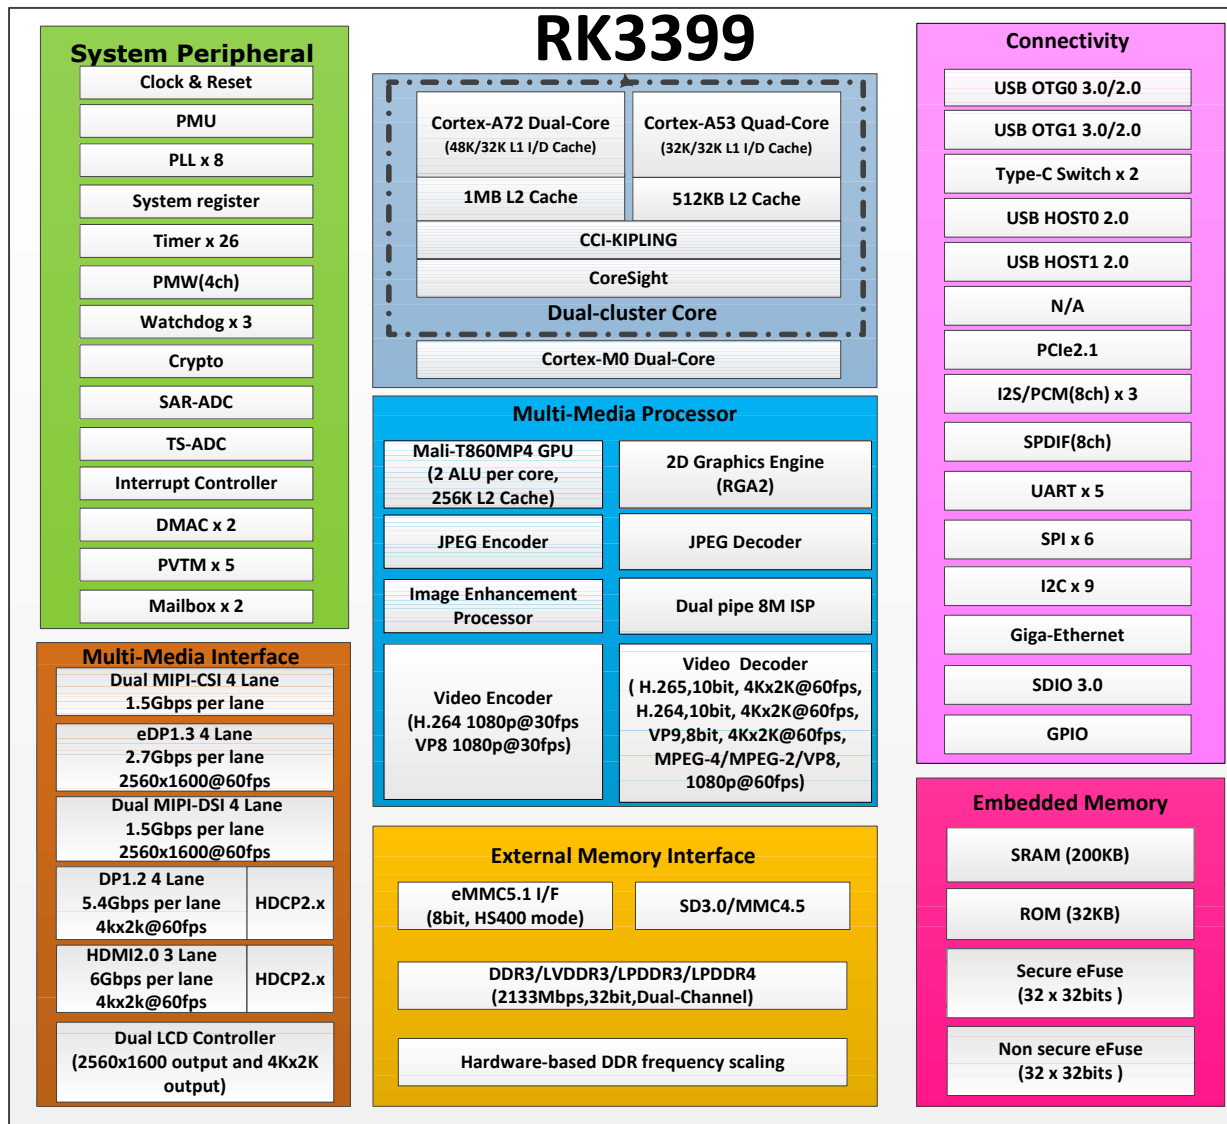 RK3399
System Peripheral
Clock & Reset
PMU
PLL x 8
System register
Timer x 26
PMW(4ch)
Watchdog x 3
Crypto
SAR-ADC
TS-ADC
Interrupt Controller
DMAC x 2
PVTM x 5
Mailbox x 2
Multi-Media Interface
Dual MIPI-CSI 4 Lane
1.5Gbps per lane
eDP1.3 4 Lane
2.7Gbps per lane
2560x1600@60fps
Dual MIPI-DSI 4 Lane
1.5Gbps per lane
2560x1600@60fps
DP1.2 4 Lane
5.4Gbps per lane
4kx2k@60fps
HDCP2.x
HDMI2.0 3 Lane
6Gbps per lane
4kx2k@60fps
HDCP2.x
Dual LCD Controller
(2560x1600 output and 4Kx2K
output)
Cortex-A72 Dual-Core
(48K/32K L1 I/D Cache)
Cortex-A53 Quad-Core
(32K/32K L1 I/D Cache)
1MB L2 Cache
512KB L2 Cache
CCI-KIPLING
CoreSight
Dual-cluster Core
Cortex-M0 Dual-Core
Multi-Media Processor
Mali-T860MP4 GPU
(2 ALU per core,
256K L2 Cache)
2D Graphics Engine
(RGA2)
JPEG Encoder
JPEG Decoder
Image Enhancement
Processor
Dual pipe 8M ISP
Video Encoder
(H.264 1080p@30fps
VP8 1080p@30fps)
Video Decoder
( H.265,10bit, 4Kx2K@60fps,
H.264,10bit, 4Kx2K@60fps,
VP9,8bit, 4Kx2K@60fps,
MPEG-4/MPEG-2/VP8,
1080p@60fps)
External Memory Interface
eMMC5.1 I/F
(8bit, HS400 mode)
SD3.0/MMC4.5
DDR3/LVDDR3/LPDDR3/LPDDR4
(2133Mbps,32bit,Dual-Channel)
Hardware-based DDR frequency scaling
Connectivity
USB OTG0 3.0/2.0
USB OTG1 3.0/2.0
Type-C Switch x 2
USB HOST0 2.0
USB HOST1 2.0
N/A
PCIe2.1
I2S/PCM(8ch) x 3
SPDIF(8ch)
UART x 5
SPI x 6
I2C x 9
Giga-Ethernet
SDIO 3.0
GPIO
Embedded Memory
SRAM (200KB)
ROM (32KB)
Secure eFuse
(32 x 32bits )
Non secure eFuse
(32 x 32bits )